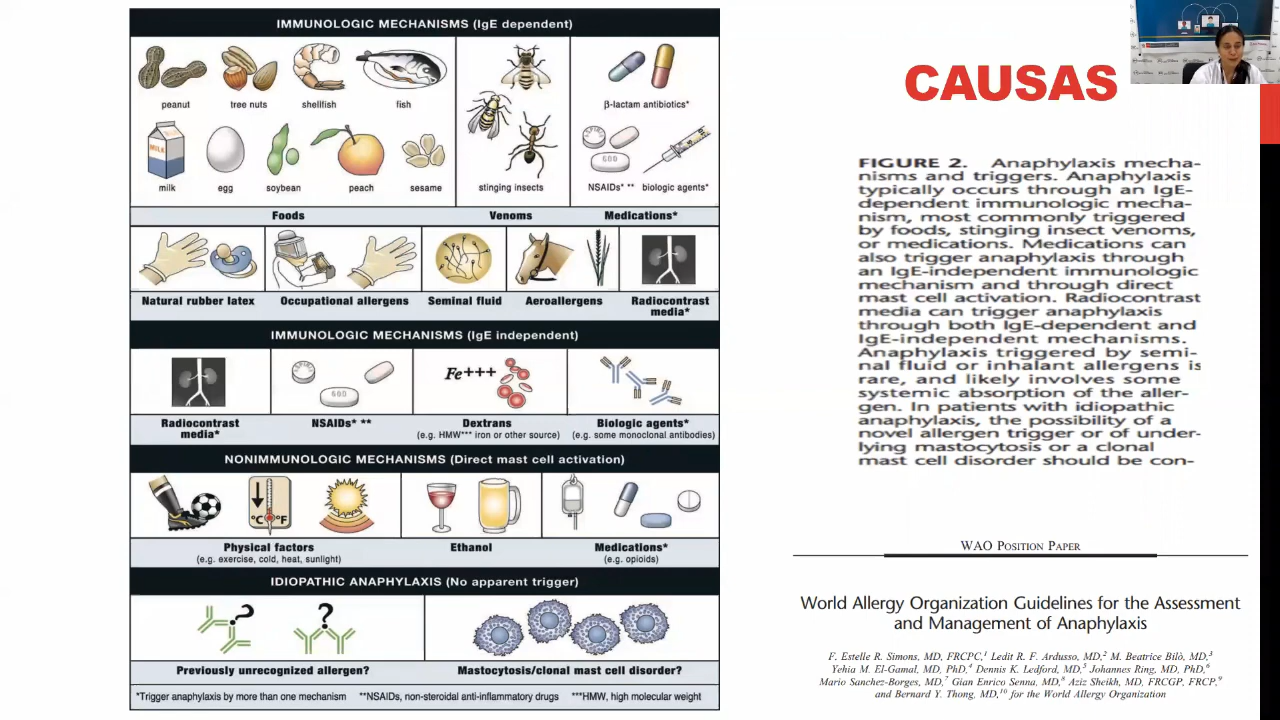 IMMUNOLOGIC MECHANISMS (IgE dependent)
peanut tree nuts shellfish fish
β-lactam antibiotics*
milk egg soybean peach sesame
stinging insects
NSAIDS* ** biologic agents*
Foods Venoms Medications*
Natural rubber latex Occupational allergens Seminal fluid Aeroallergens Radiocontrast
media*
IMMUNOLOGIC MECHANISMS (IgE independent)
Fe+++
Radiocontrast
media*
NSAIDS* **
Dextrans
(e.g. HMW*** iron or other source)
Biologic agents*
(e.g. some monoclonal antibodies)
NONIMMUNOLOGIC MECHANISMS (Direct mast cell activation)
°C °F
Physical factors
(e.g. exercise, cold, heat, sunlight)
Ethanol
Medications*
(e.g. opioids)
IDIOPATHIC ANAPHYLAXIS (No apparent trigger)
? ?
Previously unrecognized allergen? Mastocytosis/clonal mast cell disorder?
*Trigger anaphylaxis by more than one mechanism **NSAIDs, non-steroidal anti-inflammatory drugs ***HMW, high molecular weight
CAUSAS
FIGURE 2. Anaphylaxis mecha-
nisms and triggers. Anaphylaxis
typically occurs through an IgE-
dependent immunologic mecha-
nism, most commonly triggered
by foods, stinging insect venoms,
or medications. Medications can
also trigger anaphylaxis through
an IgE-independent immunologic
mechanism and through direct
mast cell activation. Radiocontrast
media can trigger anaphylaxis
through both IgE-dependent and
IgE-independent mechanisms.
Anaphylaxis triggered by semi-
nal fluid or inhalant allergens is
rare, and likely involves some
systemic absorption of the aller-
gen. In patients with idiopathic
anaphylaxis, the possibility of a
novel allergen trigger or of under-
lying mastocytosis or a clonal
mast cell disorder should be con-
WAO POSITION PAPER
World Allergy Organization Guidelines for the Assessment
and Management of Anaphylaxis
F. Estelle R. Simons, MD, FRCPC,1 Ledit R. F. Ardusso, MD,2 M. Beatrice Bilò, MD,3
Yehia M. El-Gamal, MD, PhD,4 Dennis K. Ledford, MD,5 Johannes Ring, MD, PhD,6
Mario Sanchez-Borges, MD,7 Gian Enrico Senna, MD,8 Aziz Sheikh, MD, FRCGP, FRCP,9
and Bernard Y. Thong, MD,10 for the World Allergy Organization